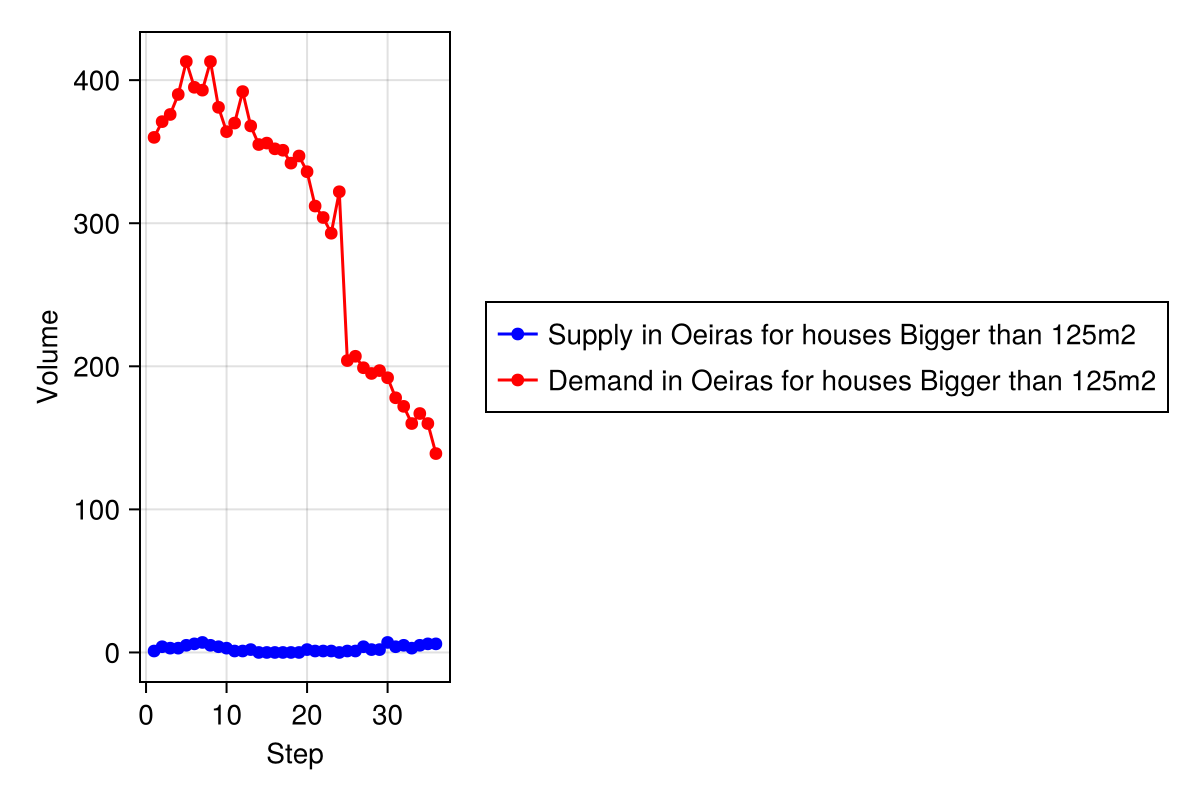 Volume
400
300
200
100
0
0 10 20 30
Step
Supply in Oeiras for houses Bigger than 125m2
Demand in Oeiras for houses Bigger than 125m2